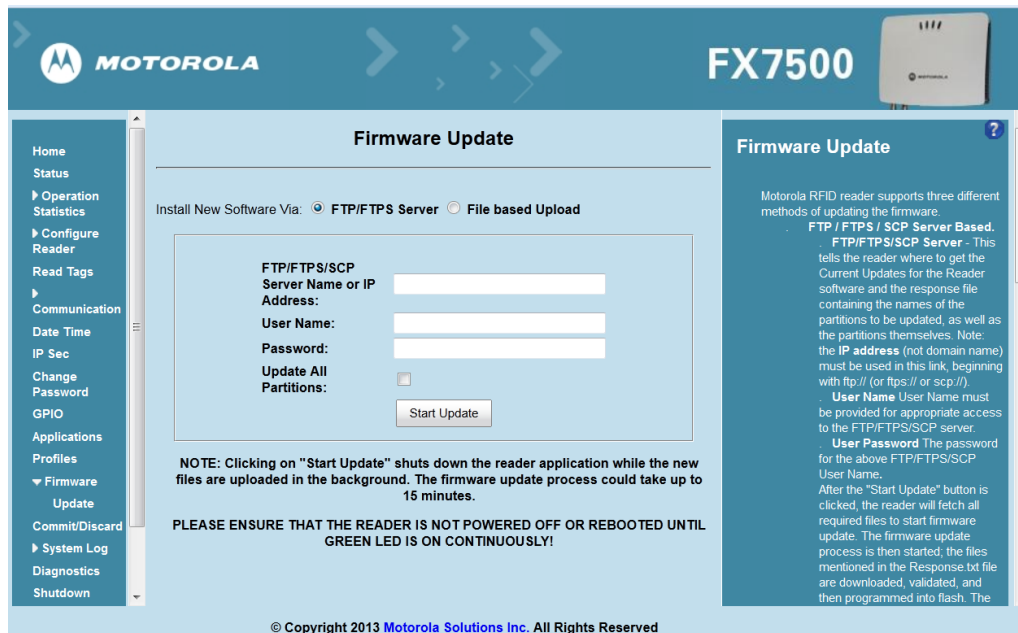 MOTOROLA
FX7500
MOTOROLA
Home
Status
Operation
Statistics
Configure
Reader
Read Tags
Communication
Date Time
IP Sec
Change
Password
GPIO
Applications
Profiles
Firmware
Update
Commit/Discard
System Log
Diagnostics
Shutdown
Firmware Update
Install New Software Via: FTP/FTPS Server File based Upload
FTP/FTPS/SCP
Server Name or IP
Address:
User Name:
Password:
Update All
Partitions:
Start Update
NOTE: Clicking on "Start Update" shuts down the reader application while the new
files are uploaded in the background. The firmware update process could take up to
15 minutes.
PLEASE ENSURE THAT THE READER IS NOT POWERED OFF OR REBOOTED UNTIL
GREEN LED IS ON CONTINUOUSLY!
?
Firmware Update
Motorola RFID reader supports three different
methods of updating the firmware.
. FTP / FTPS / SCP Server Based.
. FTP/FTPS/SCP Server - This
tells the reader where to get the
Current Updates for the Reader
software and the response file
containing the names of the
partitions to be updated, as well as
the partitions themselves. Note:
the IP address (not domain name)
must be used in this link, beginning
with ftp:// (or ftps:// or scp://).
. User Name User Name must
be provided for appropriate access
to the FTP/FTPS/SCP server.
. User Password The password
for the above FTP/FTPS/SCP
User Name.
After the "Start Update" button is
clicked, the reader will fetch all
required files to start firmware
update. The firmware update
process is then started; the files
mentioned in the Response.txt file
are downloaded, validated, and
then programmed into flash. The
© Copyright 2013 Motorola Solutions Inc. All Rights Reserved